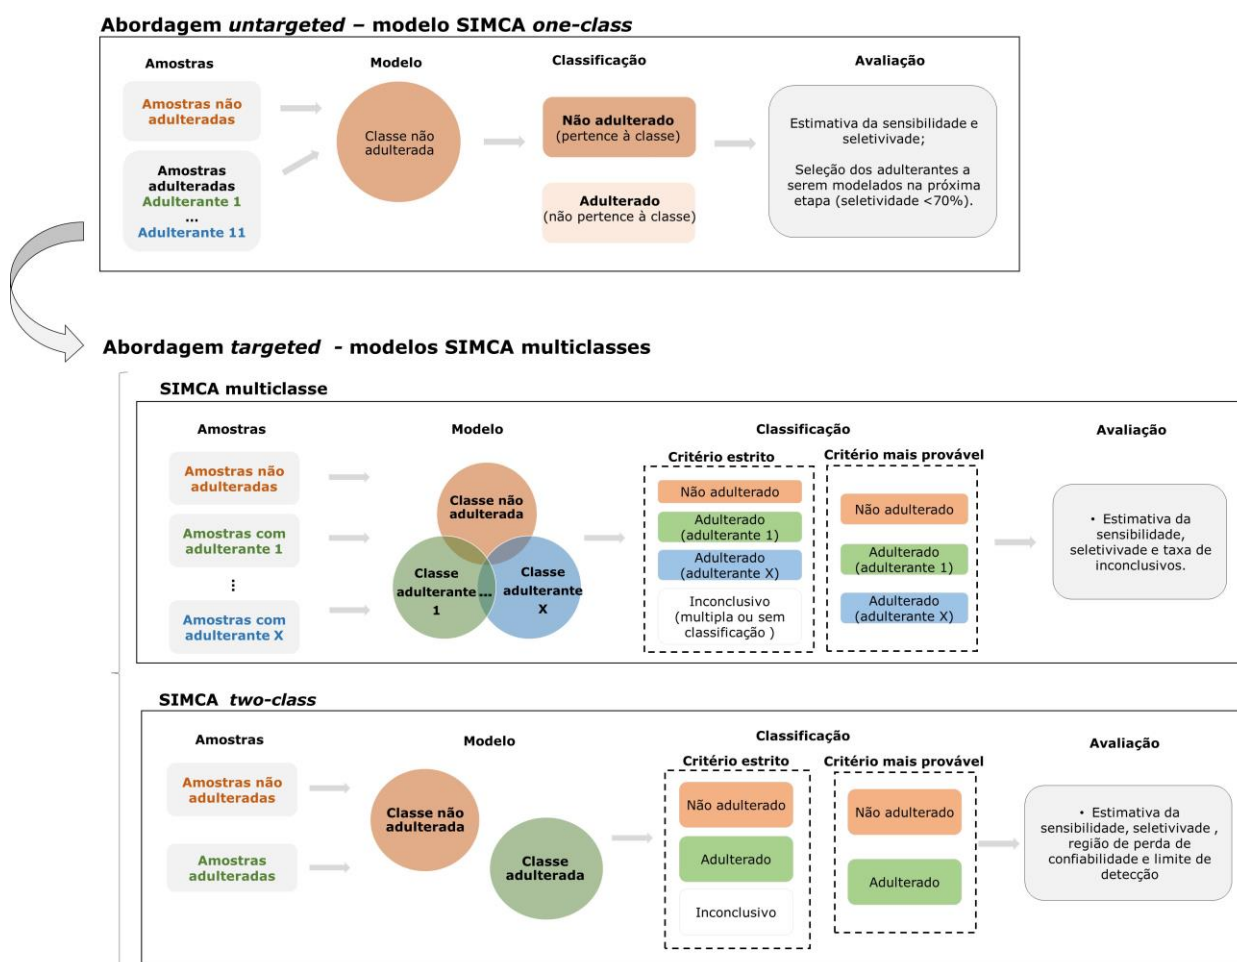 Abordagem untargeted – modelo SIMCA one-class
Amostras
Modelo
Classificação
Avaliação
Amostras não
adulteradas
Amostras
adulteradas
Adulterante 1
...
Adulterante 11
Classe não
adulterada
Não adulterado
(pertence à classe)
Adulterado
(não pertence à classe)
Estimativa da sensibilidade e
seletivivade;
Seleção dos adulterantes a
serem modelados na próxima
etapa (seletividade <70%).
Abordagem targeted - modelos SIMCA multiclasses
SIMCA multiclasse
Amostras
Modelo
Classificação
Avaliação
Amostras não
adulteradas
Amostras com
adulterante 1
...
Amostras com
adulterante X
Classe não
adulterada
Classe
adulterante
1
...
Classe
adulterante
X
Critério estrito
Não adulterado
Adulterado
(adulterante 1)
Adulterado
(adulterante X)
Inconclusivo
(multipla ou sem
classificação )
Critério mais provável
Não adulterado
Adulterado
(adulterante 1)
Adulterado
(adulterante X)
• Estimativa da
sensibilidade,
seletivivade e taxa de
inconclusivos.
SIMCA two-class
Amostras
Modelo
Classificação
Avaliação
Amostras não
adulteradas
Amostras
adulteradas
Classe não
adulterada
Classe
adulterada
Critério estrito
Não adulterado
Adulterado
Inconclusivo
Critério mais provável
Não adulterado
Adulterado
• Estimativa da
sensibilidade, seletivivade ,
região de perda de
confiabilidade e limite de
detecção